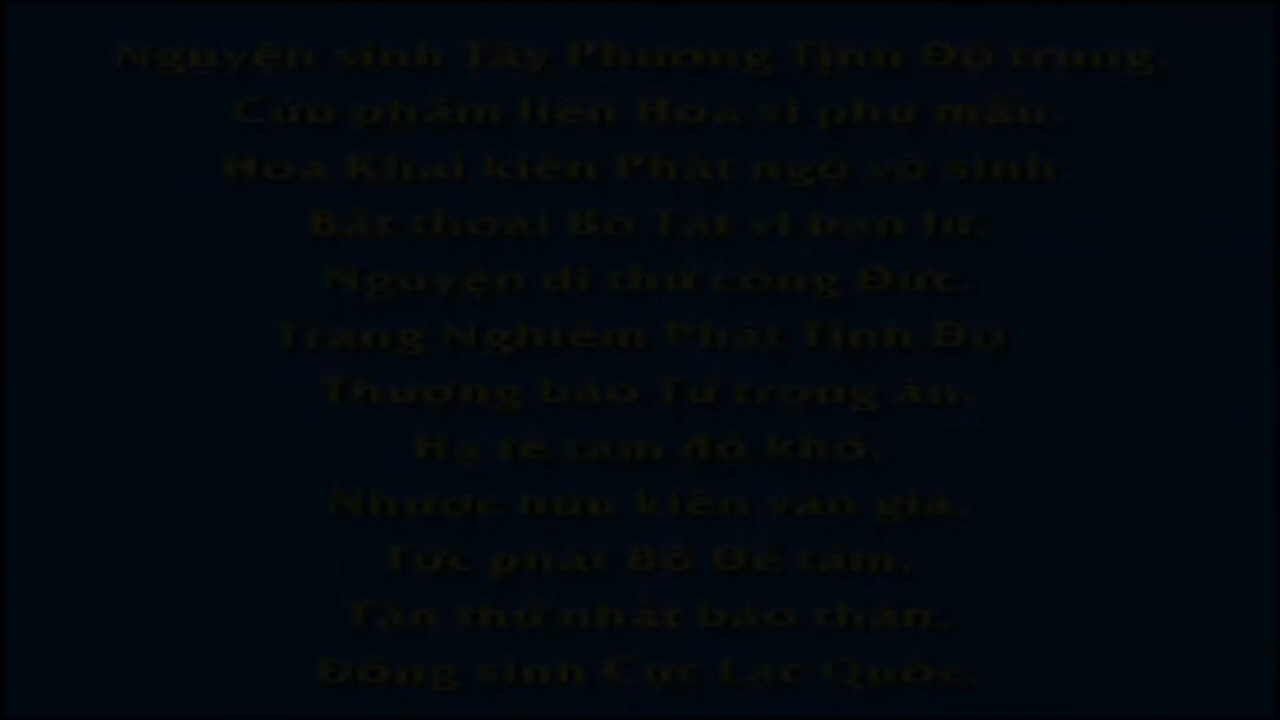 Nguyện sinh Tây Phương Tịnh Độ trung.
Cửu phẩm liên Hoa vi phụ mẫu.
Hoa Khai kiến Phật ngộ vô sinh
Bất thoái Bồ Tát vi bạn lữ.
Nguyện dĩ thử công Đức.
Trang Nghiêm Phật Tịnh Độ.
Thượng báo Tứ trọng ân.
Hạ tế tam đồ khổ.
Nhược hữu kiến văn giả.
Tức phát Bồ Đề tâm.
Tận thử nhất báo thân.
Đồng sinh Cực Lạc Quốc.